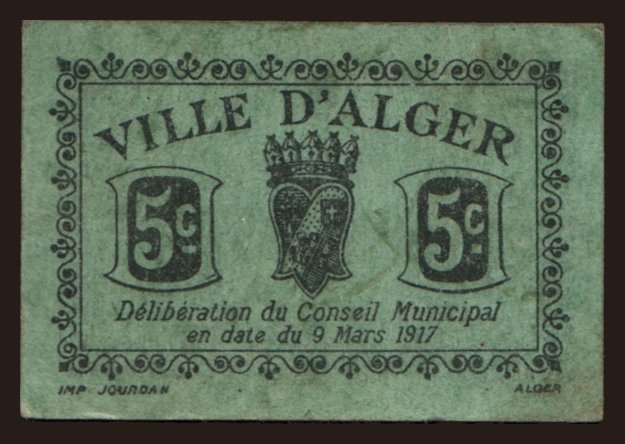 VILLE D'ALGER
5c. 5c.
Délibération du Conseil Municipal
en date du 9 Mars 1917
IMP JOURDAN ALGER